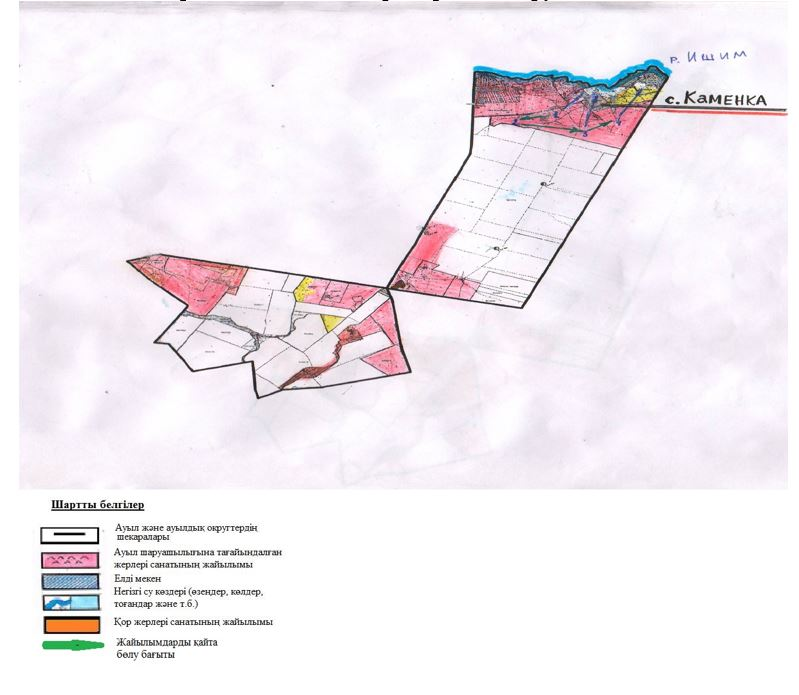 р. Ишим
с. Каменка
Шартты белгілер
Ауыл және ауылдық округтердің
шекаралары
Ауыл шаруашылығына тағайындалған
жерлері санатының жайылымы
Елді мекен
Негізгі су көздері (өзендер, көлдер,
тоғандар және т.б.)
Қор жерлері санатының жайылымы
Жайылымдарды қайта
бөлу бағыты